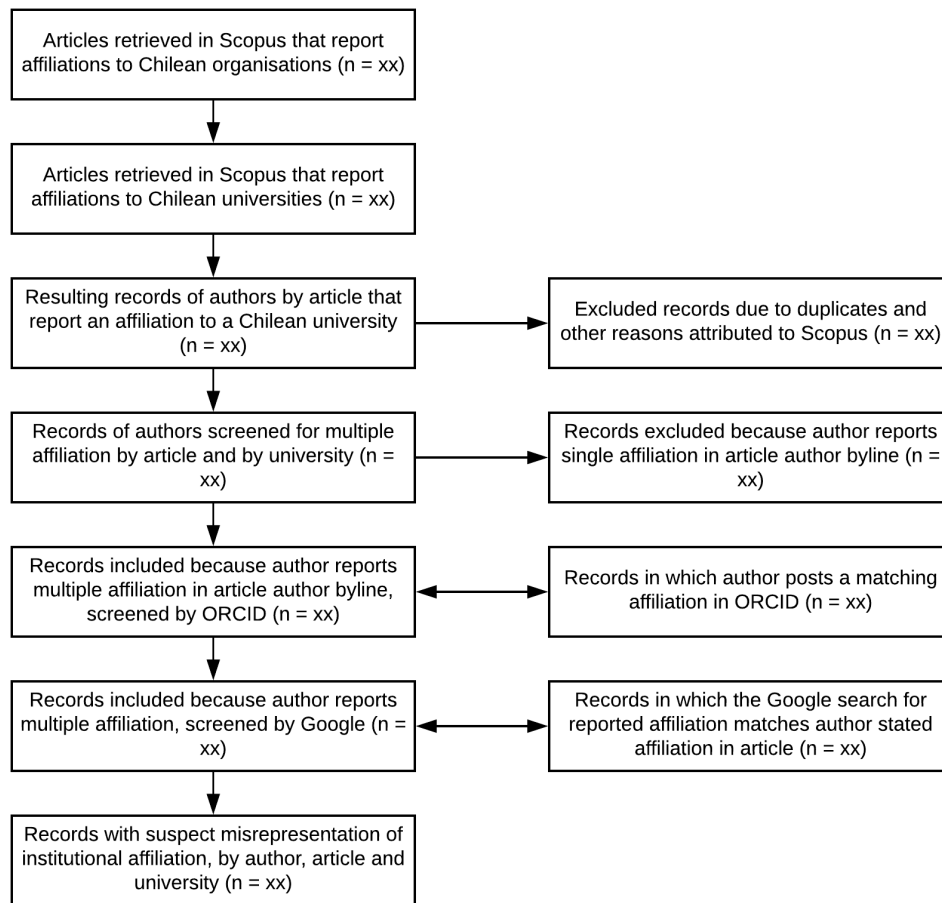 Articles retrieved in Scopus that report
affiliations to Chilean organisations (n = xx)
Articles retrieved in Scopus that report
affiliations to Chilean universities (n = xx)
Resulting records of authors by article that
report an affiliation to a Chilean university
(n = xx)
Excluded records due to duplicates and
other reasons attributed to Scopus (n = xx)
Records of authors screened for multiple
affiliation by article and by university (n =
xx)
Records excluded because author reports
single affiliation in article author byline (n =
xx)
Records included because author reports
multiple affiliation in article author byline,
screened by ORCID (n = xx)
Records in which author posts a matching
affiliation in ORCID (n = xx)
Records included because author reports
multiple affiliation, screened by Google (n =
xx)
Records in which the Google search for
reported affiliation matches author stated
affiliation in article (n = xx)
Records with suspect misrepresentation of
institutional affiliation, by author, article and
university (n = xx)